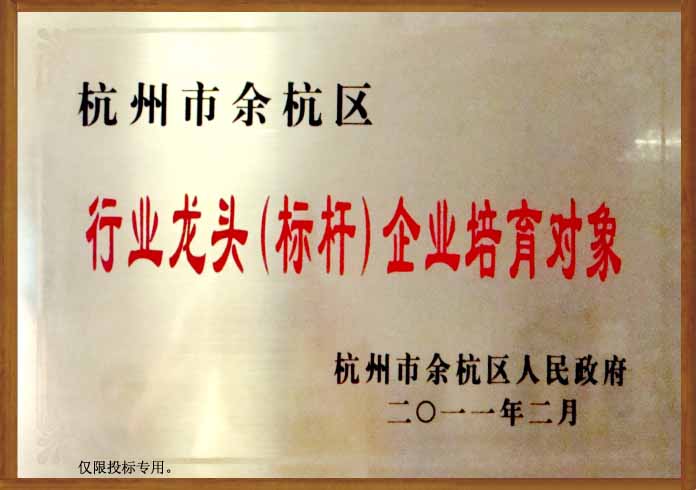 杭州市余杭区
行业龙头(标杆)企业培育对象
杭州市余杭区人民政府
二〇一一年二月
仅限投标专用。